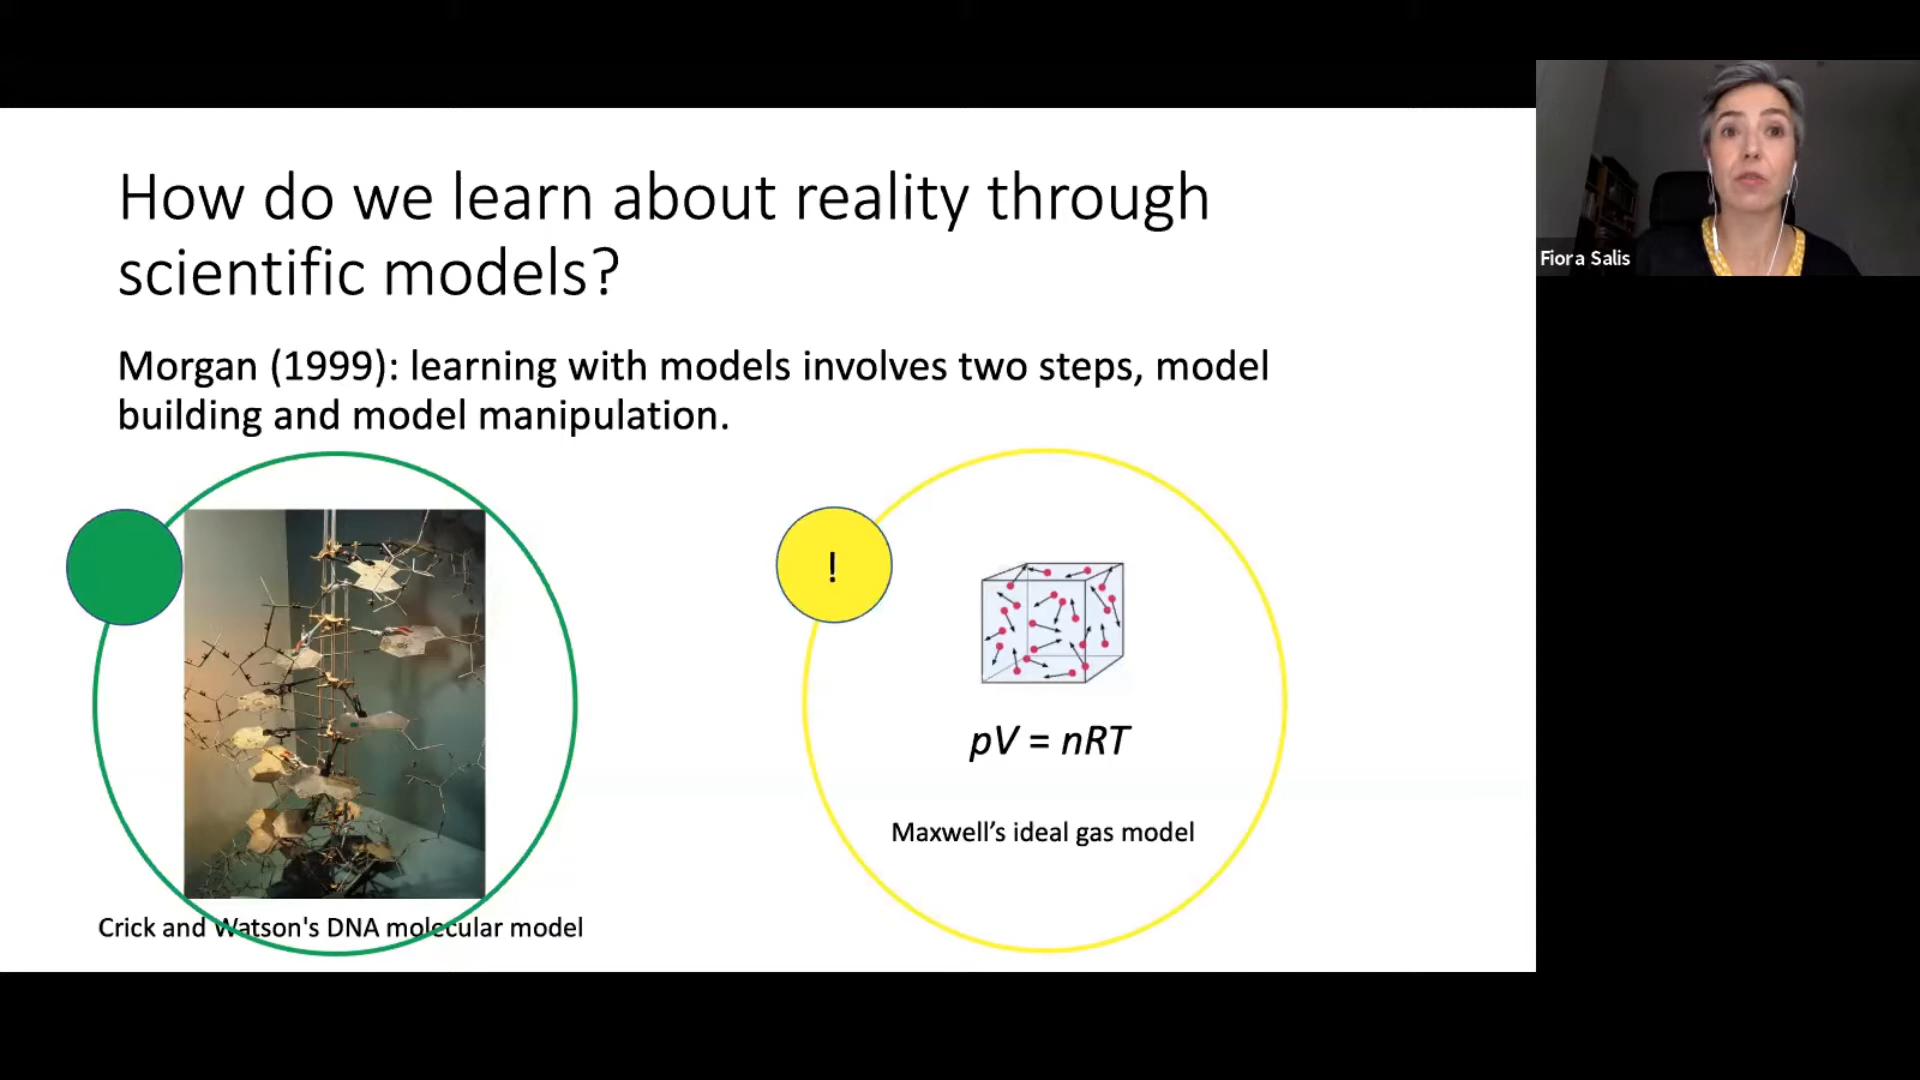 How do we learn about reality through
scientific models?
Morgan (1999): learning with models involves two steps, model
building and model manipulation.
!
pV = nRT
Maxwell’s ideal gas model
Crick and Watson's DNA molecular model
Fiora Salis